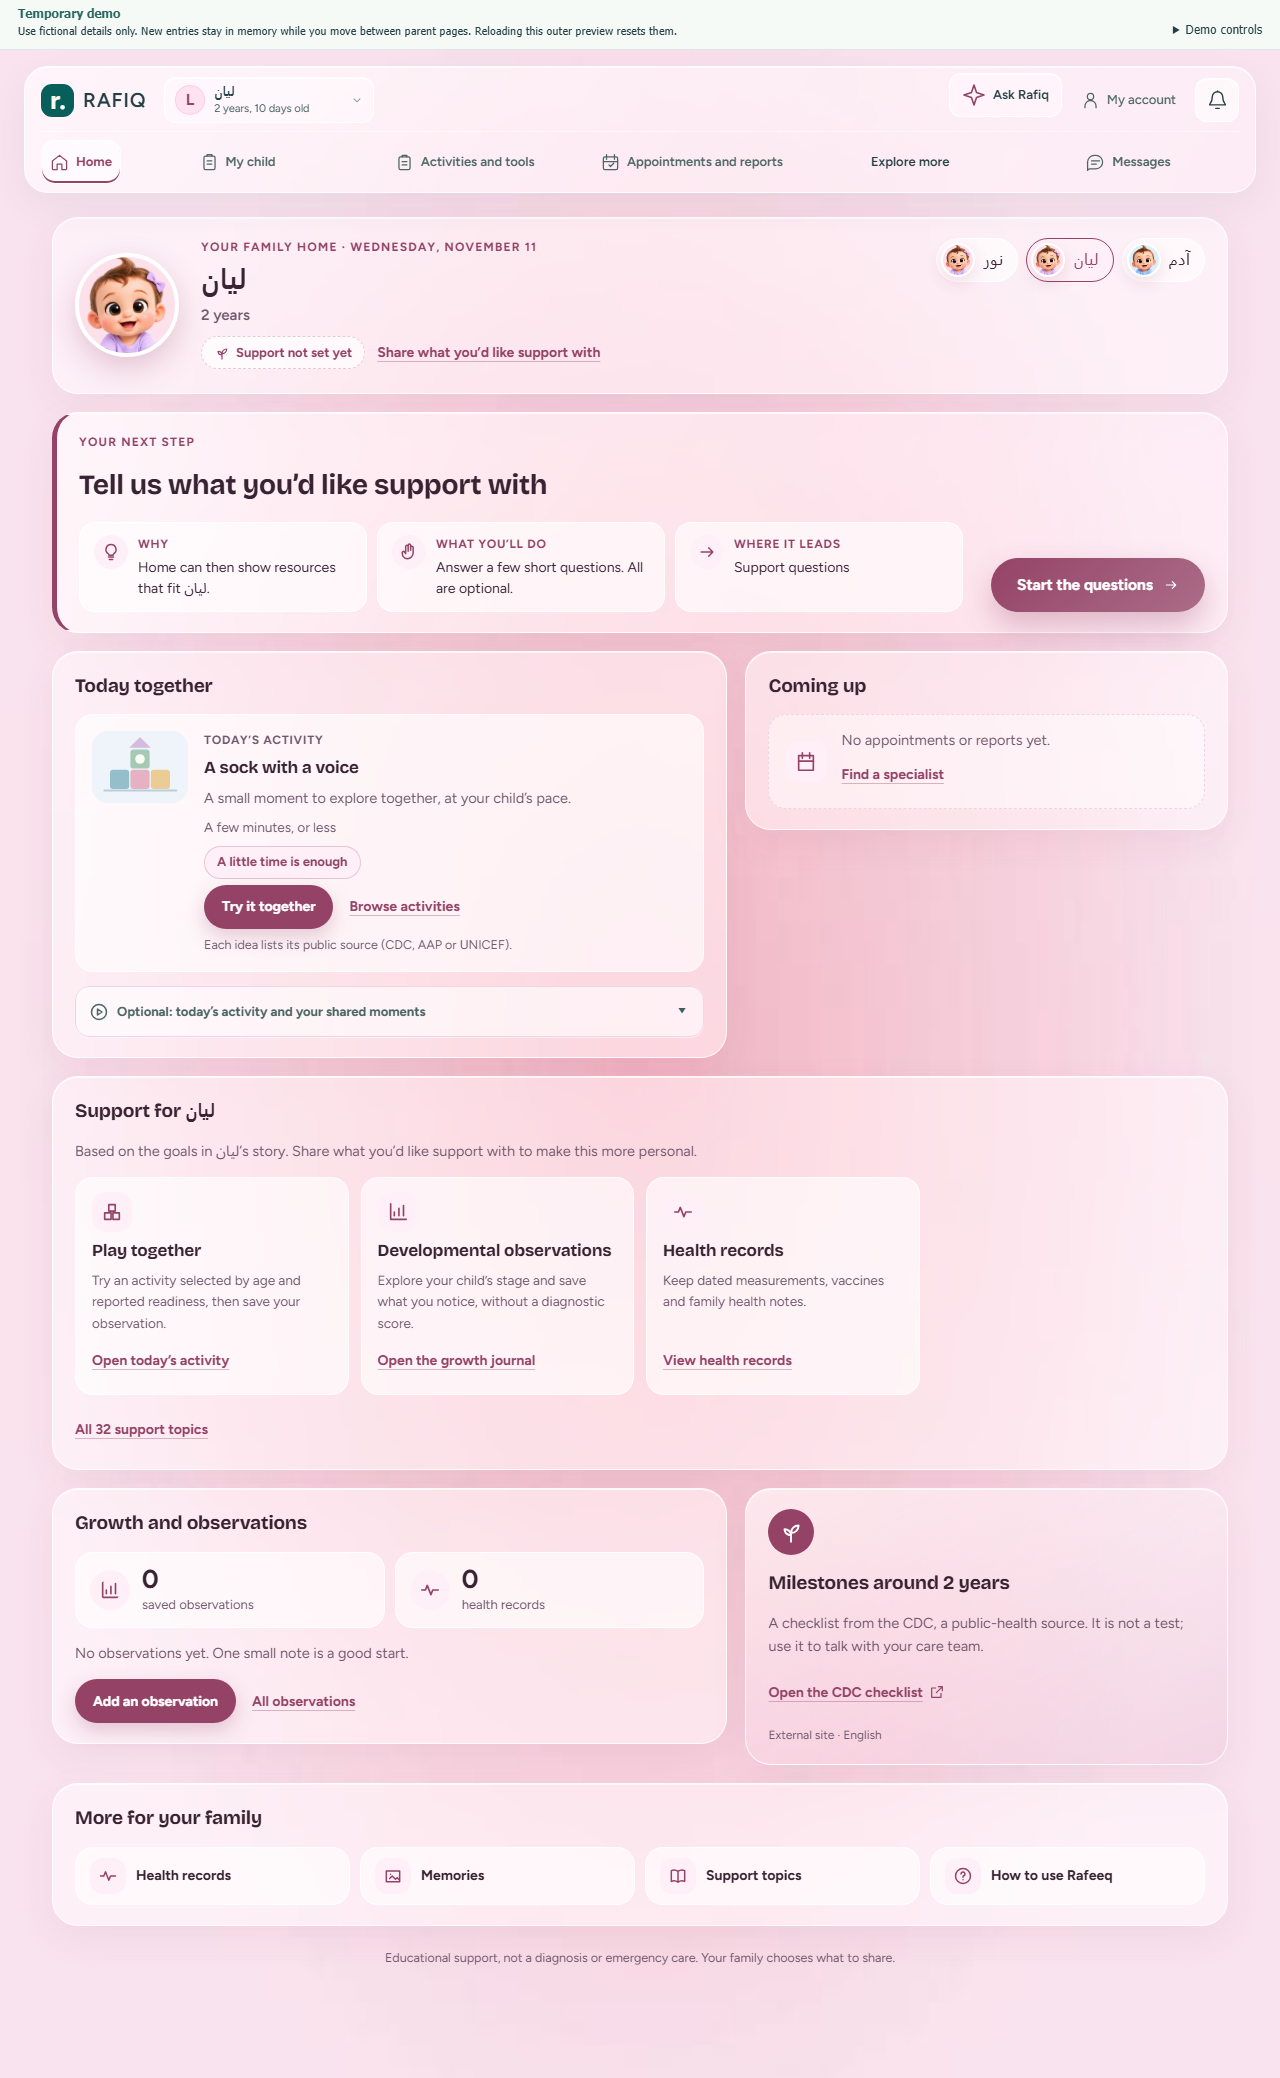 Temporary demo
Use fictional details only. New entries stay in memory while you move between parent pages. Reloading this outer preview resets them.
Demo controls
r. RAFIQ
L
ليان
2 years, 10 days old
Ask Rafiq
My account
Home
My child
Activities and tools
Appointments and reports
Explore more
Messages
YOUR FAMILY HOME · WEDNESDAY, NOVEMBER 11
ليان
2 years
Support not set yet
Share what you’d like support with
نور
ليان
آدم
YOUR NEXT STEP
Tell us what you’d like support with
WHY
Home can then show resources
that fit ليان.
WHAT YOU’LL DO
Answer a few short questions. All
are optional.
WHERE IT LEADS
Support questions
Start the questions
Today together
TODAY’S ACTIVITY
A sock with a voice
A small moment to explore together, at your child’s pace.
A few minutes, or less
A little time is enough
Try it together
Browse activities
Each idea lists its public source (CDC, AAP or UNICEF).
Optional: today’s activity and your shared moments
Coming up
No appointments or reports yet.
Find a specialist
Support for ليان
Based on the goals in ليان’s story. Share what you’d like support with to make this more personal.
Play together
Try an activity selected by age and
reported readiness, then save your
observation.
Open today’s activity
Developmental observations
Explore your child’s stage and save
what you notice, without a diagnostic
score.
Open the growth journal
Health records
Keep dated measurements, vaccines
and family health notes.
View health records
All 32 support topics
Growth and observations
0
saved observations
0
health records
No observations yet. One small note is a good start.
Add an observation
All observations
Milestones around 2 years
A checklist from the CDC, a public-health source. It is not a test;
use it to talk with your care team.
Open the CDC checklist
External site · English
More for your family
Health records
Memories
Support topics
How to use Rafeeq
Educational support, not a diagnosis or emergency care. Your family chooses what to share.